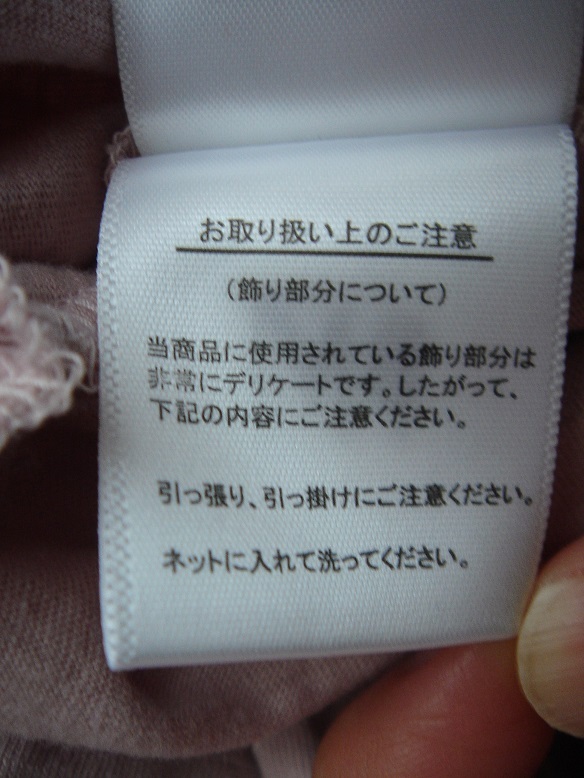 お取り扱い上のご注意
（飾り部分について）
当商品に使用されている飾り部分は
非常にデリケートです。したがって、
下記の内容にご注意ください。
引っ張り、引っ掛けにご注意ください。
ネットに入れて洗ってください。